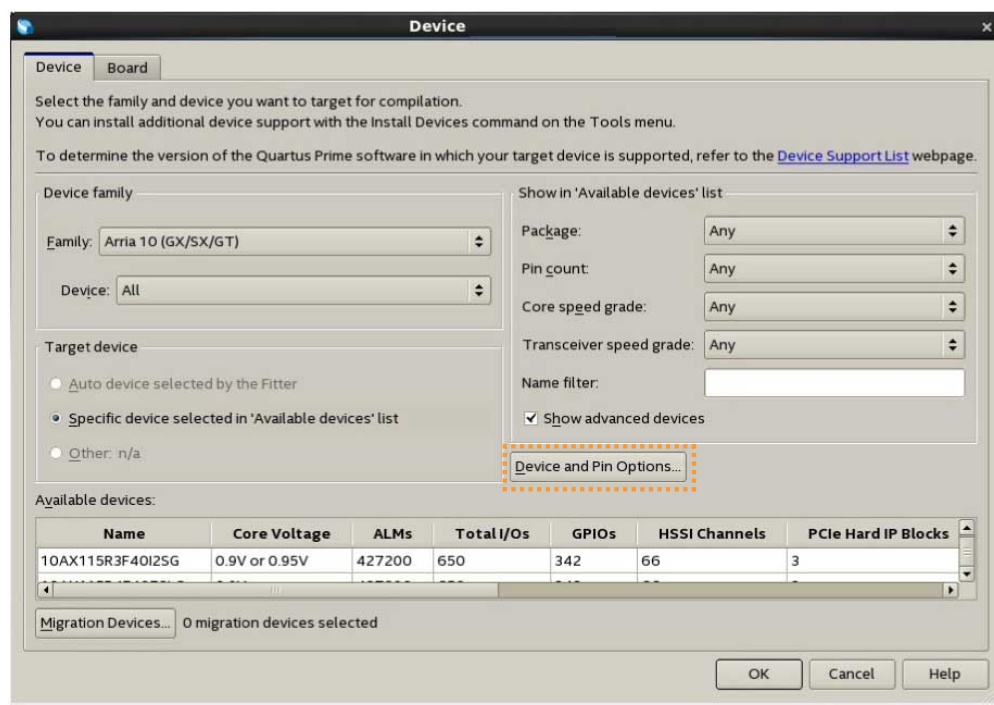 Device
Device Board
Select the family and device you want to target for compilation.
You can install additional device support with the Install Devices command on the Tools menu.
To determine the version of the Quartus Prime software in which your target device is supported, refer to the Device Support List webpage.
Device family
Family: Arria 10 (GX/SX/GT)
Device: All
Show in 'Available devices' list
Package: Any
Pin count: Any
Core speed grade: Any
Transceiver speed grade: Any
Name filter:
Show advanced devices
Target device
Auto device selected by the Fitter
Specific device selected in 'Available devices' list
Other: n/a
Device and Pin Options...
Available devices:
Name Core Voltage ALMs Total I/Os GPIOs HSSI Channels PCIe Hard IP Blocks
10AX115R3F40I2SG 0.9V or 0.95V 427200 650 342 66 3
Migration Devices... 0 migration devices selected
OK Cancel Help